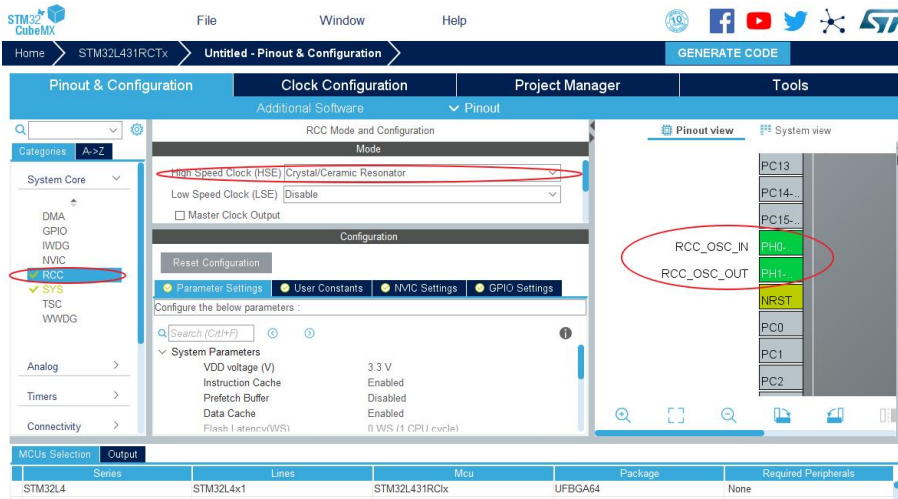 STM32
CubeMX
File
Window
Help
10
Home
STM32L431RCTx
Untitled - Pinout & Configuration
GENERATE CODE
Pinout & Configuration
Clock Configuration
Project Manager
Tools
Additional Software
Pinout
Categories
A->Z
System Core
DMA
GPIO
IWDG
NVIC
RCC
SYS
TSC
WWDG
Analog
Timers
Connectivity
RCC Mode and Configuration
Mode
High Speed Clock (HSE) Crystal/Ceramic Resonator
Low Speed Clock (LSE) Disable
Master Clock Output
Configuration
Reset Configuration
Parameter Settings
User Constants
NVIC Settings
GPIO Settings
Configure the below parameters :
Search (Crtl+F)
System Parameters
VDD voltage (V) 3.3 V
Instruction Cache Enabled
Prefetch Buffer Disabled
Data Cache Enabled
Flash Latency(WS) 0 WS (1 CPU cycle)
Pinout view
System view
PC13
PC14-..
PC15-..
RCC_OSC_IN PH0-..
RCC_OSC_OUT PH1-..
NRST
PC0
PC1
PC2
MCUs Selection
Output
Series Lines Mcu Package Required Peripherals
STM32L4 STM32L4x1 STM32L431RCIx UFBGA64 None